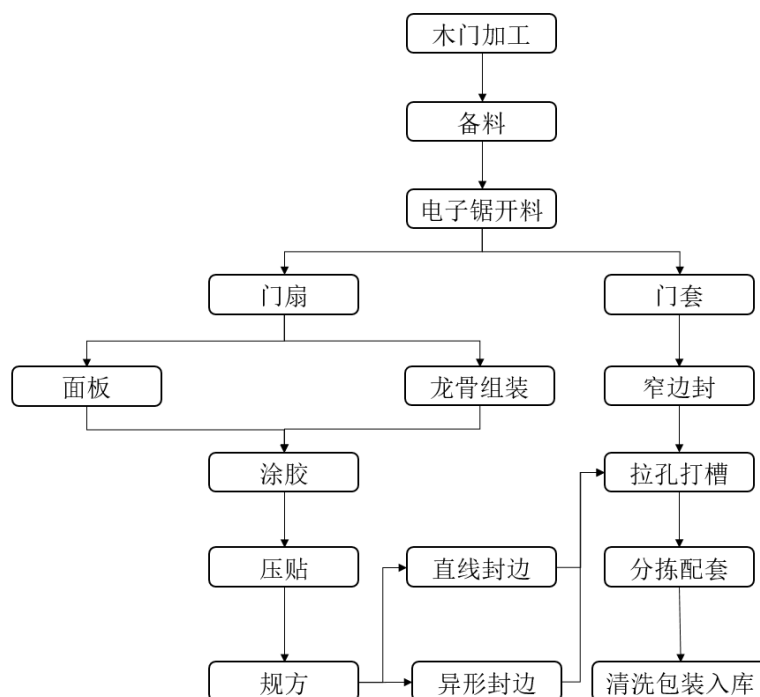 木门加工
备料
电子锯开料
门扇
门套
面板
龙骨组装
窄边封
涂胶
拉孔打槽
压贴
直线封边
分拣配套
规方
异形封边
清洗包装入库